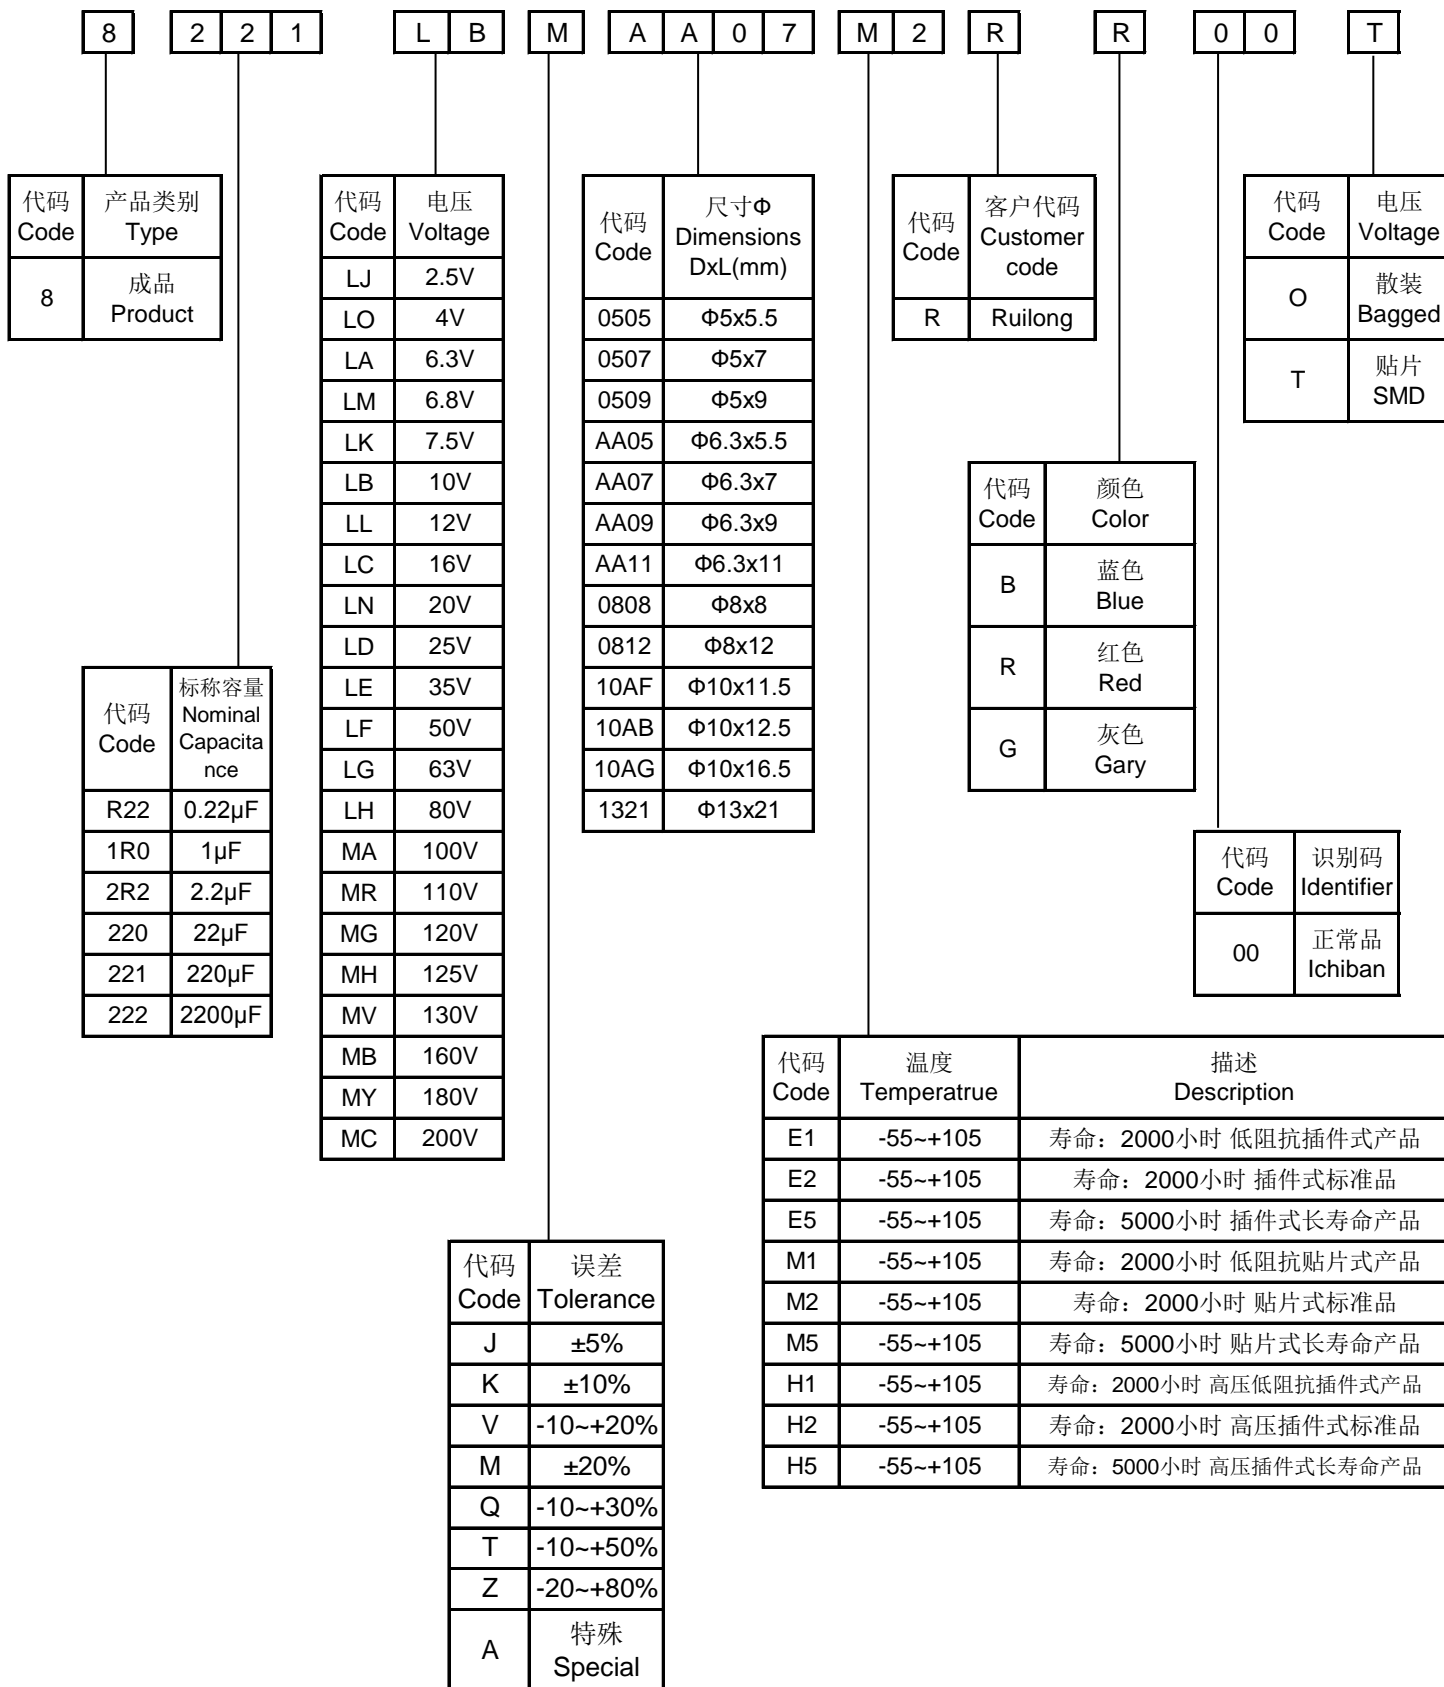 8 2 2 1 L B M A A 0 7 M 2 R R 0 0 T
代码 产品类别
Code Type
8 成品
Product
代码 标称容量
Code Nominal
Capacita
nce
R22 0.22μF
1R0 1μF
2R2 2.2μF
220 22μF
221 220μF
222 2200μF
代码 电压
Code Voltage
LJ 2.5V
LO 4V
LA 6.3V
LM 6.8V
LK 7.5V
LB 10V
LL 12V
LC 16V
LN 20V
LD 25V
LE 35V
LF 50V
LG 63V
LH 80V
MA 100V
MR 110V
MG 120V
MH 125V
MV 130V
MB 160V
MY 180V
MC 200V
代码 误差
Code Tolerance
J ±5%
K ±10%
V -10~+20%
M ±20%
Q -10~+30%
T -10~+50%
Z -20~+80%
A 特殊
Special
代码 尺寸Φ
Code Dimensions
DxL(mm)
0505 Φ5x5.5
0507 Φ5x7
0509 Φ5x9
AA05 Φ6.3x5.5
AA07 Φ6.3x7
AA09 Φ6.3x9
AA11 Φ6.3x11
0808 Φ8x8
0812 Φ8x12
10AF Φ10x11.5
10AB Φ10x12.5
10AG Φ10x16.5
1321 Φ13x21
代码 温度 描述
Code Temperatrue Description
E1 -55~+105 寿命：2000小时 低阻抗插件式产品
E2 -55~+105 寿命：2000小时 插件式标准品
E5 -55~+105 寿命：5000小时 插件式长寿命产品
M1 -55~+105 寿命：2000小时 低阻抗贴片式产品
M2 -55~+105 寿命：2000小时 贴片式标准品
M5 -55~+105 寿命：5000小时 贴片式长寿命产品
H1 -55~+105 寿命：2000小时 高压低阻抗插件式产品
H2 -55~+105 寿命：2000小时 高压插件式标准品
H5 -55~+105 寿命：5000小时 高压插件式长寿命产品
代码 客户代码
Code Customer
code
R Ruilong
代码 颜色
Code Color
B 蓝色
Blue
R 红色
Red
G 灰色
Gary
代码 识别码
Code Identifier
00 正常品
Ichiban
代码 电压
Code Voltage
O 散装
Bagged
T 贴片
SMD